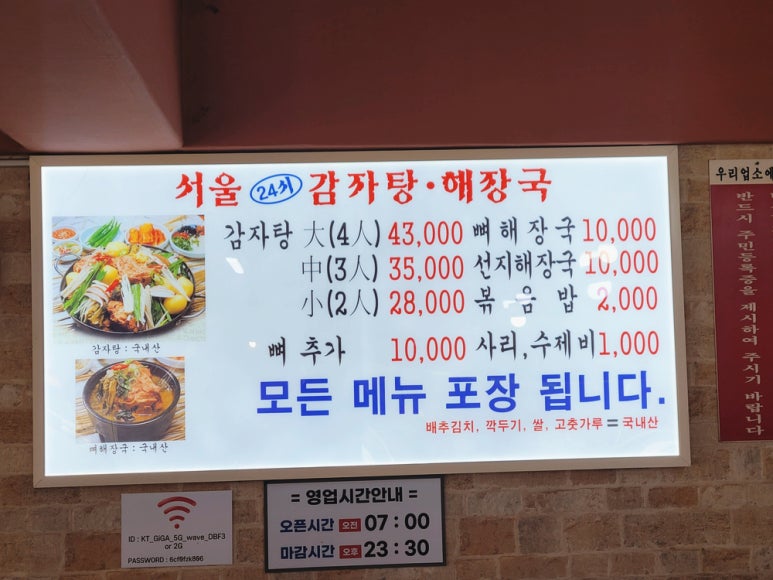 서울 24시 감자탕·해장국
감자탕 大(4人) 43,000 뼈해장국 10,000
中(3人) 35,000 선지해장국 10,000
小(2人) 28,000 볶음밥 2,000
뼈 추가 10,000 사리,수제비 1,000
모든 메뉴 포장 됩니다.
배추김치, 깍두기, 쌀, 고춧가루 = 국내산
감자탕 : 국내산
뼈해장국 : 국내산
우리업소에
반드시 주민등록증을 제시하여 주시기 바랍니다
ID : KT_GiGA_5G_wave_DBF3
or 2G
PASSWORD : 6cf9fzk896
= 영업시간안내 =
오픈시간 오전 07 : 00
마감시간 오후 23 : 30